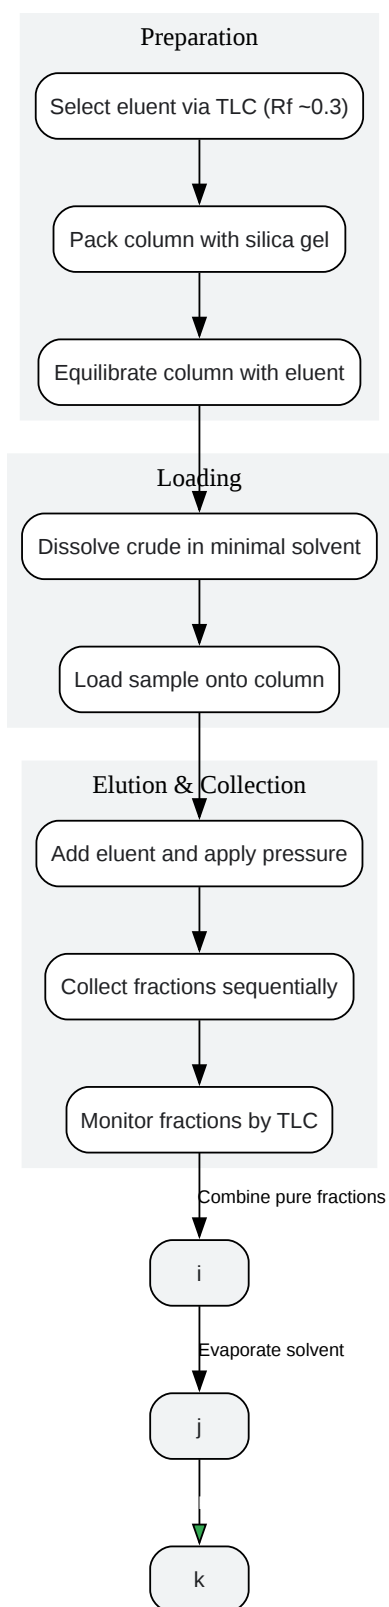 Preparation
Select eluent via TLC (Rf ~0.3)
Pack column with silica gel
Equilibrate column with eluent
Loading
Dissolve crude in minimal solvent
Load sample onto column
Elution & Collection
Add eluent and apply pressure
Collect fractions sequentially
Monitor fractions by TLC
Combine pure fractions
i
Evaporate solvent
j
k